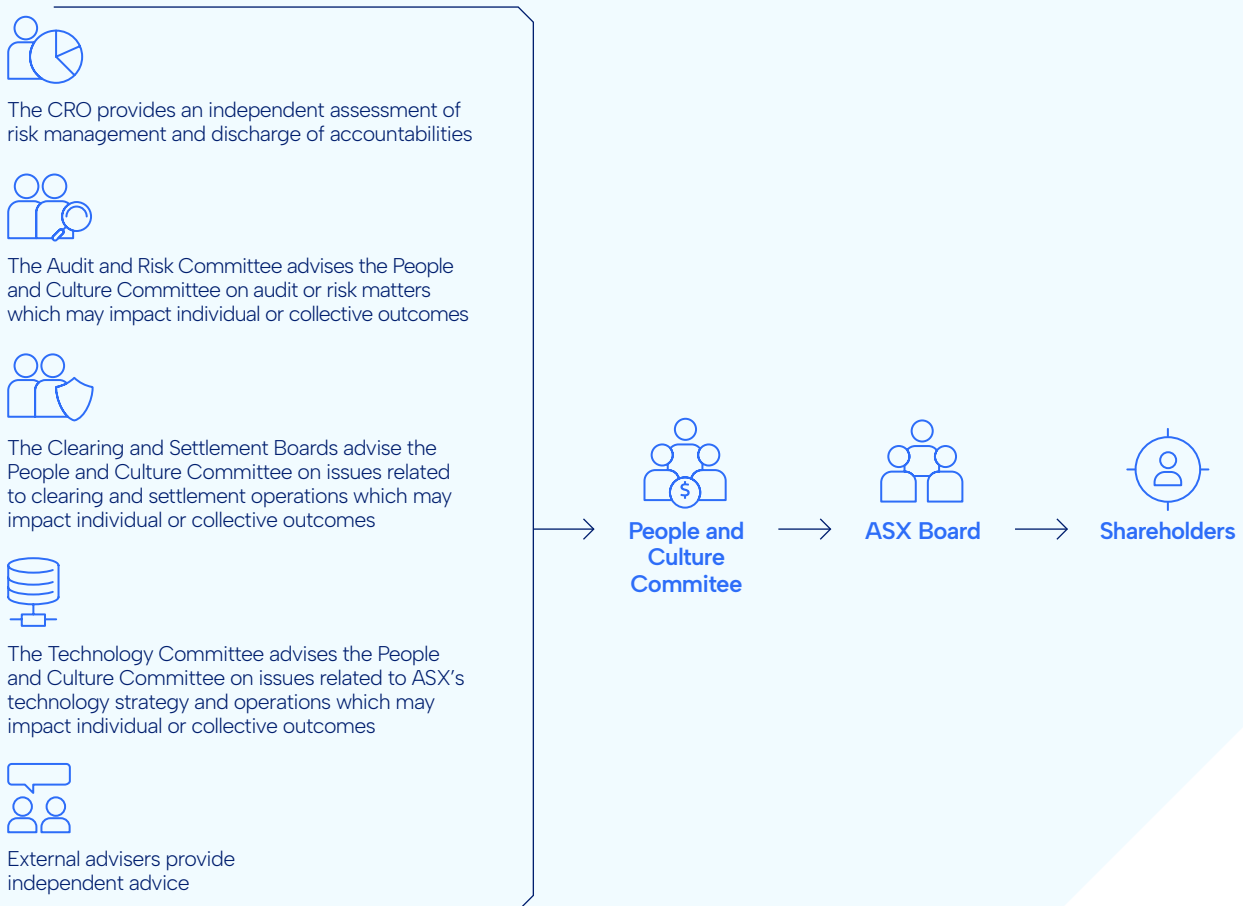 The CRO provides an independent assessment of
risk management and discharge of accountabilities
The Audit and Risk Committee advises the People
and Culture Committee on audit or risk matters
which may impact individual or collective outcomes
The Clearing and Settlement Boards advise the
People and Culture Committee on issues related
to clearing and settlement operations which may
impact individual or collective outcomes
The Technology Committee advises the People
and Culture Committee on issues related to ASX’s
technology strategy and operations which may
impact individual or collective outcomes
External advisers provide
independent advice
$
People and
Culture
Commitee
ASX Board
Shareholders